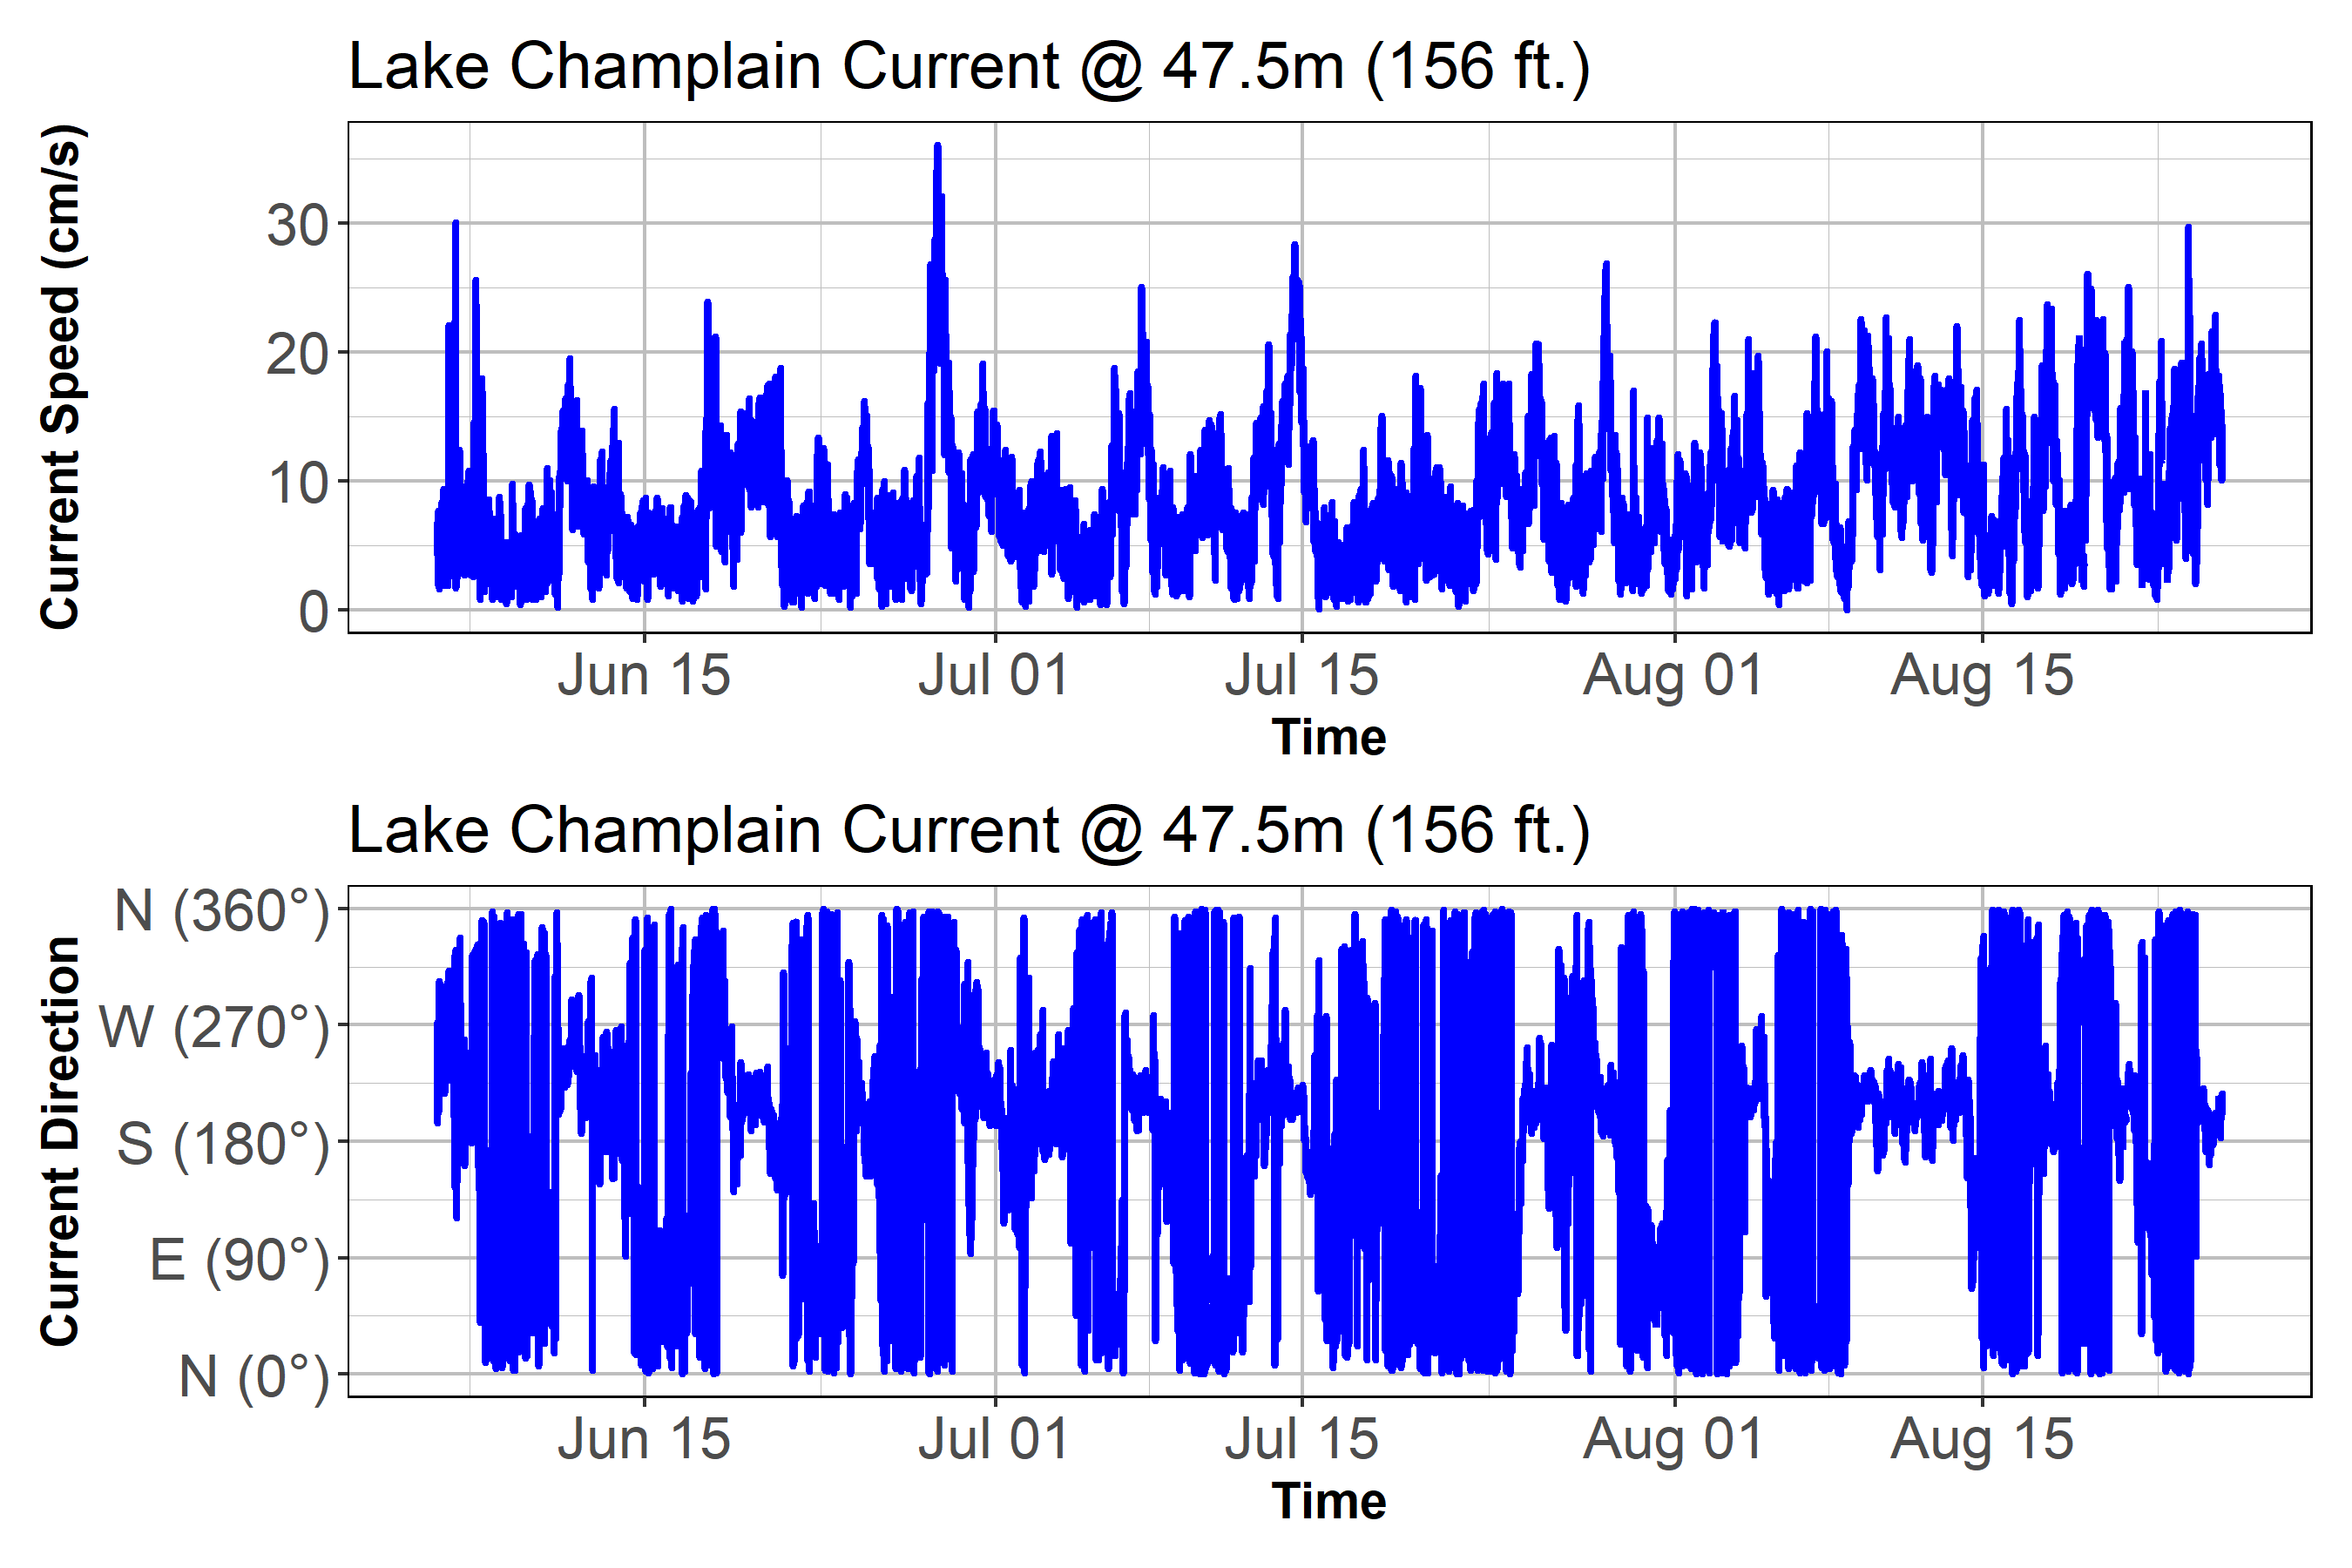 Lake Champlain Current @ 47.5m (156 ft.)
Current Speed (cm/s)
30
20
10
0
Jun 15 Jul 01 Jul 15 Aug 01 Aug 15
Time
Lake Champlain Current @ 47.5m (156 ft.)
Current Direction
N (360°)
W (270°)
S (180°)
E (90°)
N (0°)
Jun 15 Jul 01 Jul 15 Aug 01 Aug 15
Time